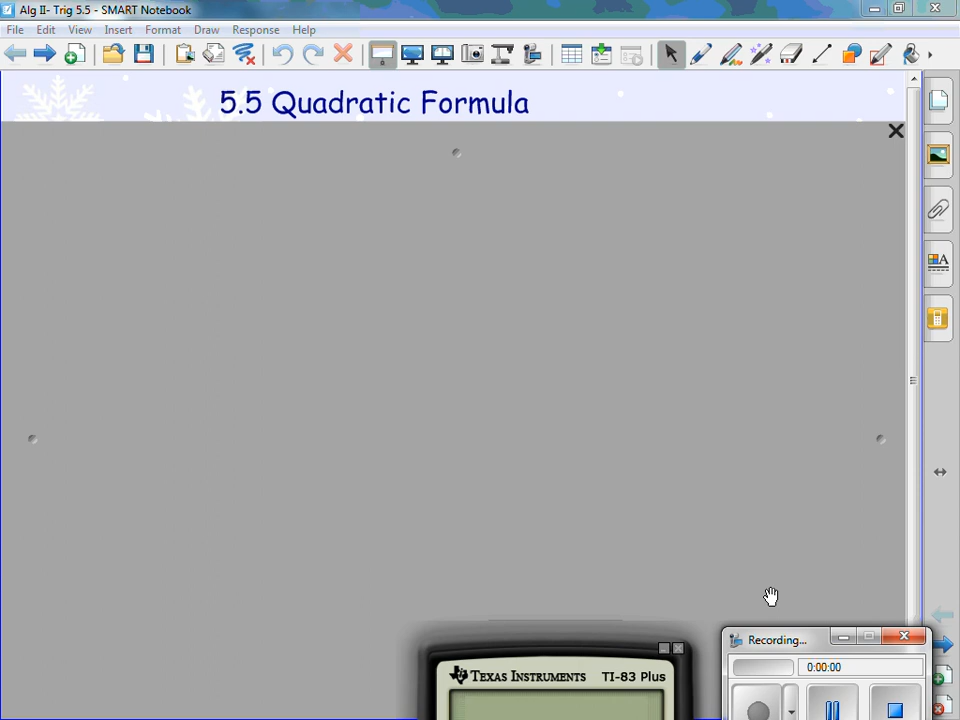 Alg II- Trig 5.5 - SMART Notebook
File Edit View Insert Format Draw Response Help
5.5 Quadratic Formula
Recording...
0:00:00
TEXAS INSTRUMENTS TI-83 Plus